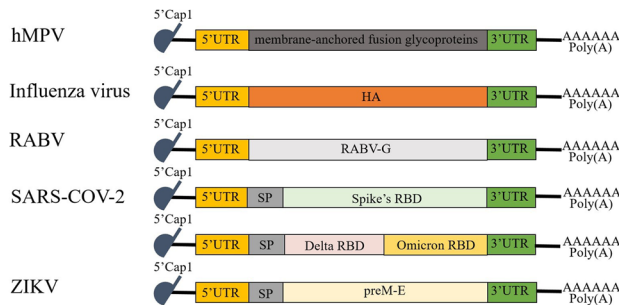 5'Cap1
hMPV
5'UTR membrane-anchored fusion glycoproteins 3'UTR
AAAAAA
Poly(A)
5'Cap1
Influenza virus
5'UTR HA 3'UTR
AAAAAA
Poly(A)
5'Cap1
RABV
5'UTR RABV-G 3'UTR
AAAAAA
Poly(A)
5'Cap1
SARS-COV-2
5'UTR SP Spike's RBD 3'UTR
AAAAAA
Poly(A)
5'Cap1
5'UTR SP Delta RBD Omicron RBD 3'UTR
AAAAAA
Poly(A)
5'Cap1
ZIKV
5'UTR SP preM-E 3'UTR
AAAAAA
Poly(A)